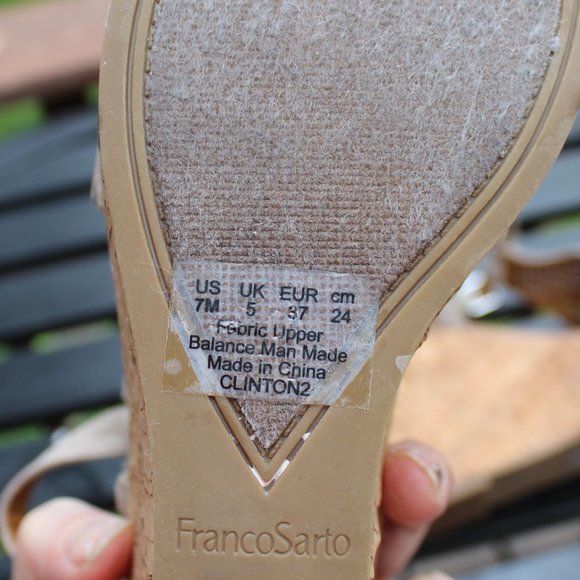 US UK EUR cm
7M 5 37 24
Fabric Upper
Balance Man Made
Made in China
CLINTON2
FrancoSarto